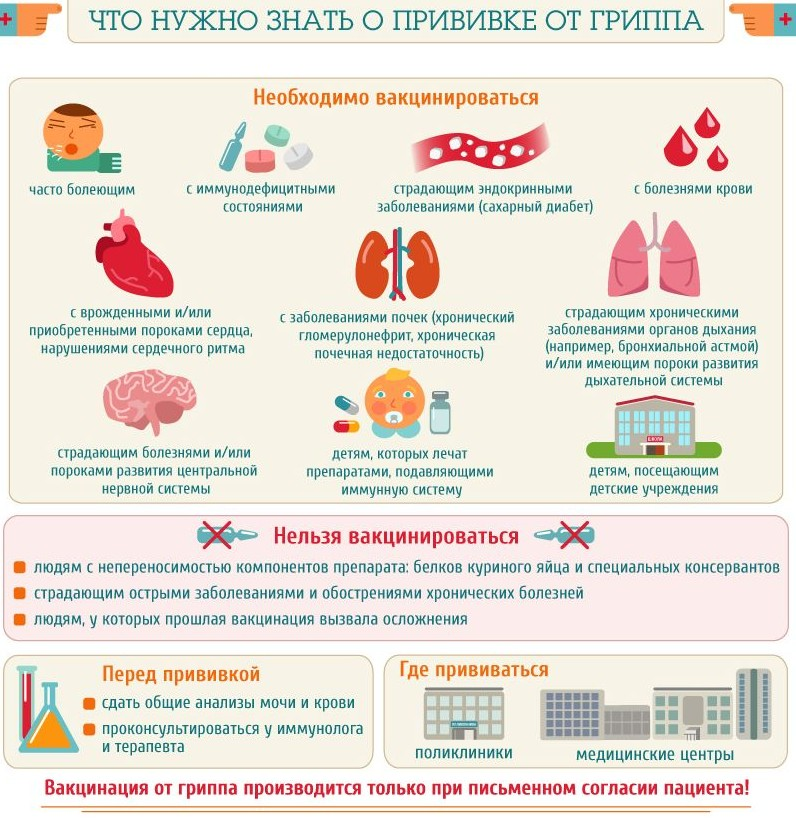 ЧТО НУЖНО ЗНАТЬ О ПРИВИВКЕ ОТ ГРИППА
Необходимо вакцинироваться
часто болеющим
с иммунодефицитными
состояниями
страдающим эндокринными
заболеваниями (сахарный диабет)
с болезнями крови
с врожденными и/или
приобретенными пороками сердца,
нарушениями сердечного ритма
с заболеваниями почек (хронический
гломерулонефрит, хроническая
почечная недостаточность)
страдающим хроническими
заболеваниями органов дыхания
(например, бронхиальной астмой)
и/или имеющим пороки развития
дыхательной системы
страдающим болезнями и/или
пороками развития центральной
нервной системы
детям, которых лечат
препаратами, подавляющими
иммунную систему
ШКОЛА
детям, посещающим
детские учреждения
Нельзя вакцинироваться
людям с непереносимостью компонентов препарата: белков куриного яйца и специальных консервантов
страдающим острыми заболеваниями и обострениями хронических болезней
людям, у которых прошлая вакцинация вызвала осложнения
Перед прививкой
сдать общие анализы мочи и крови
проконсультироваться у иммунолога
и терапевта
Где прививаться
поликлиники
медицинские центры
Вакцинация от гриппа производится только при письменном согласии пациента!